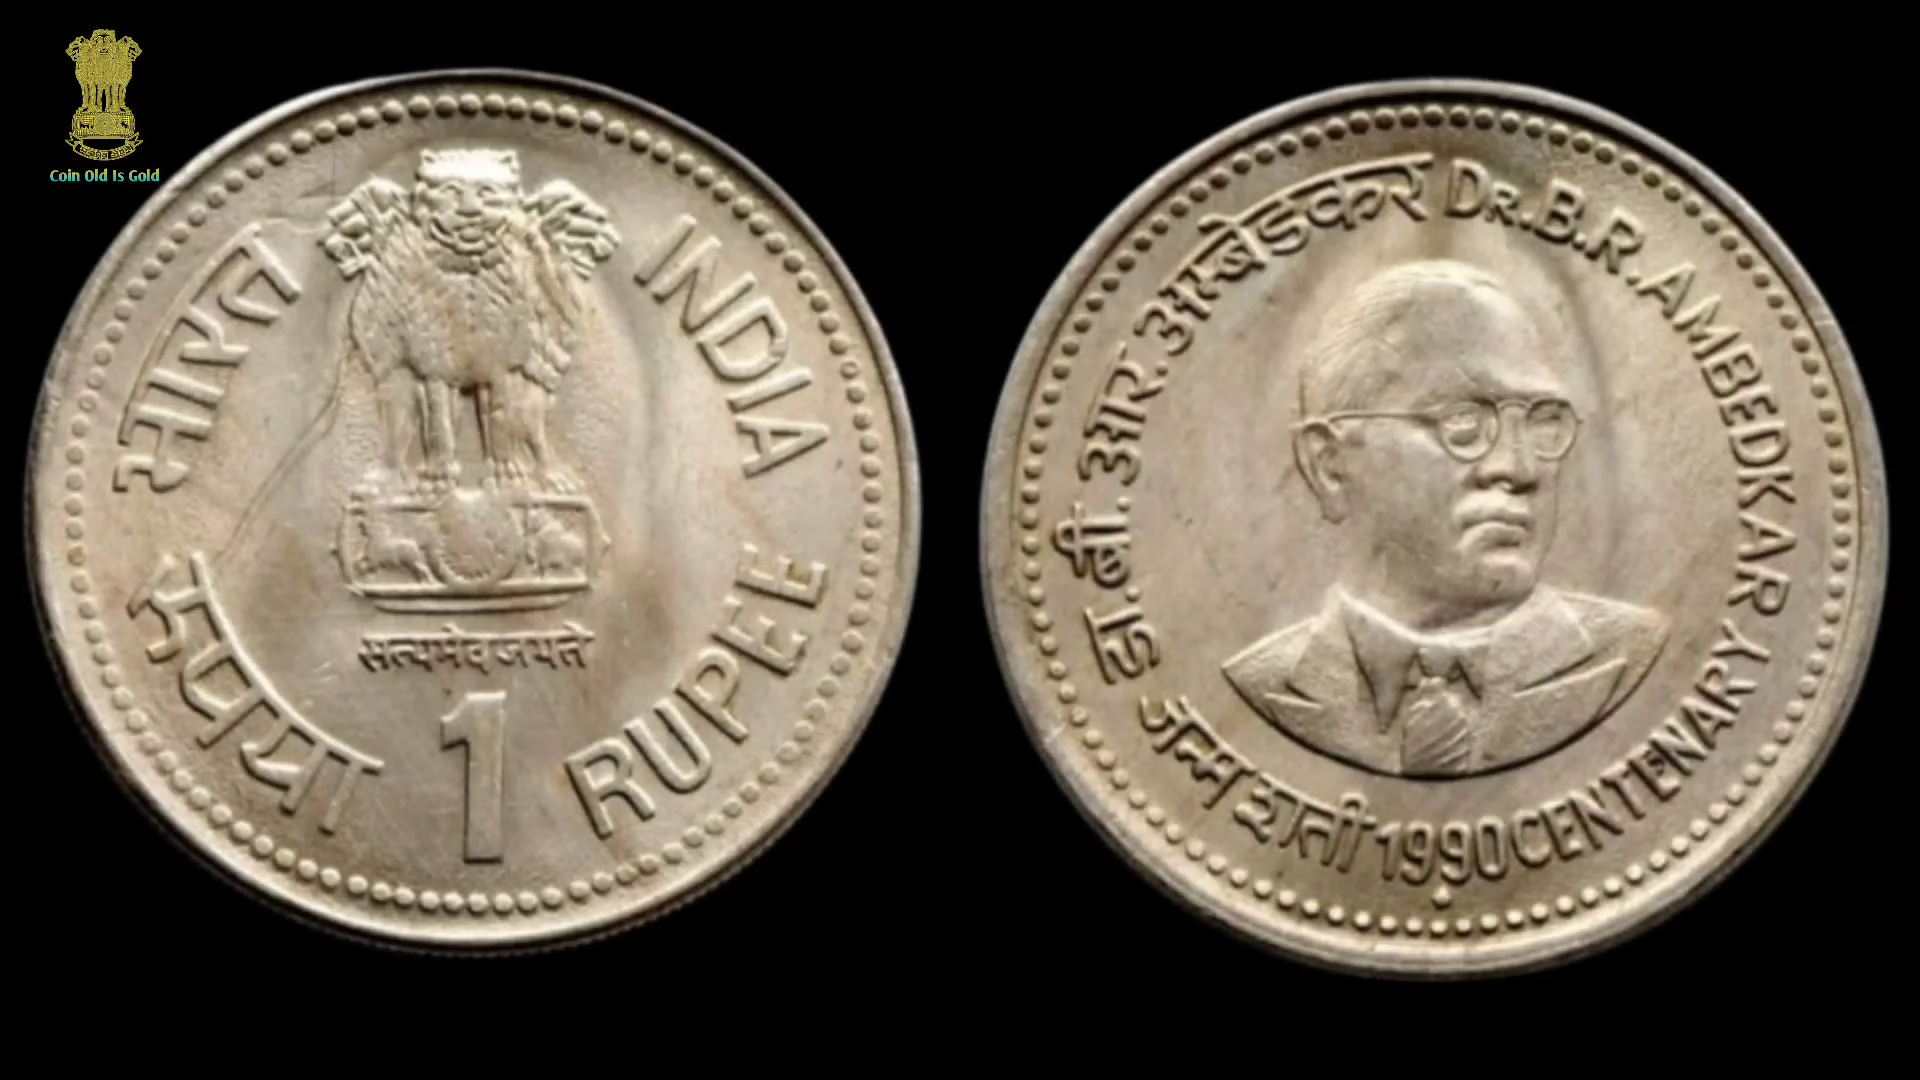 Coin Old Is Gold
भारत
INDIA
सत्यमेव जयते
रुपया
1
RUPEE
डा. बी. आर. अम्बेडकर
DR. B. R. AMBEDKAR
जन्म शती 1990 CENTENARY